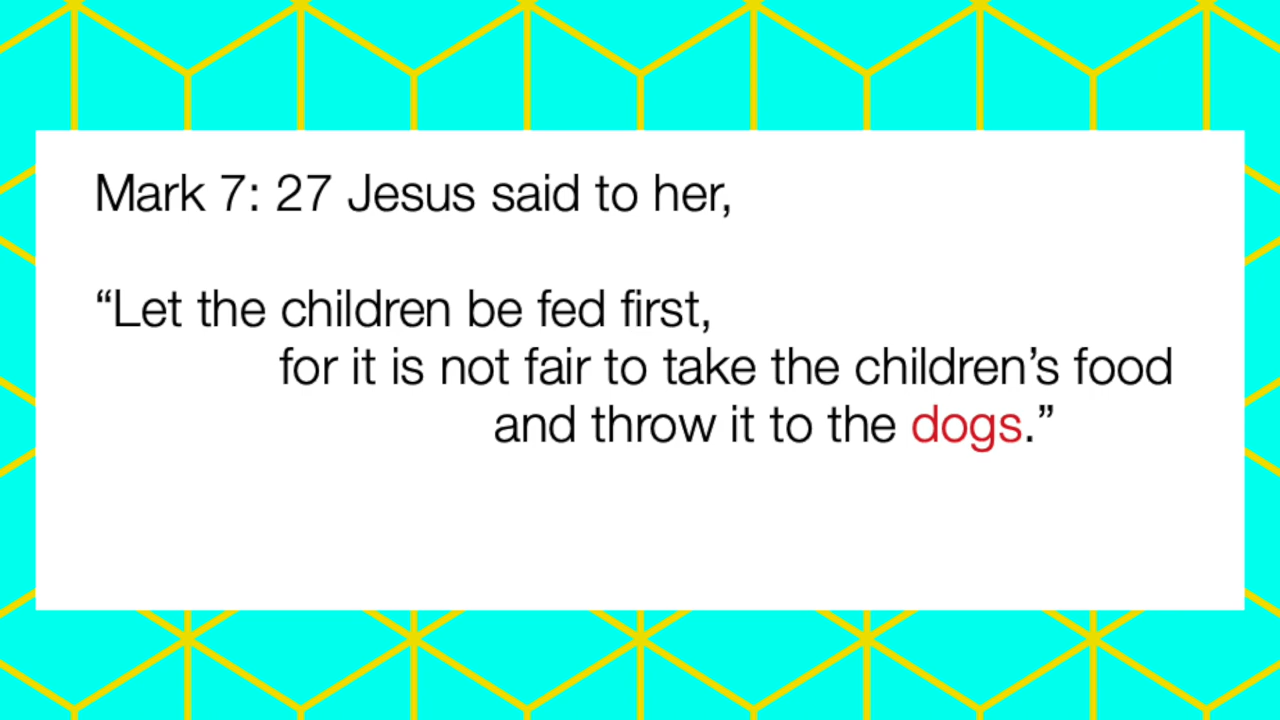 Mark 7: 27 Jesus said to her,
“Let the children be fed first,
for it is not fair to take the children’s food
and throw it to the dogs.”